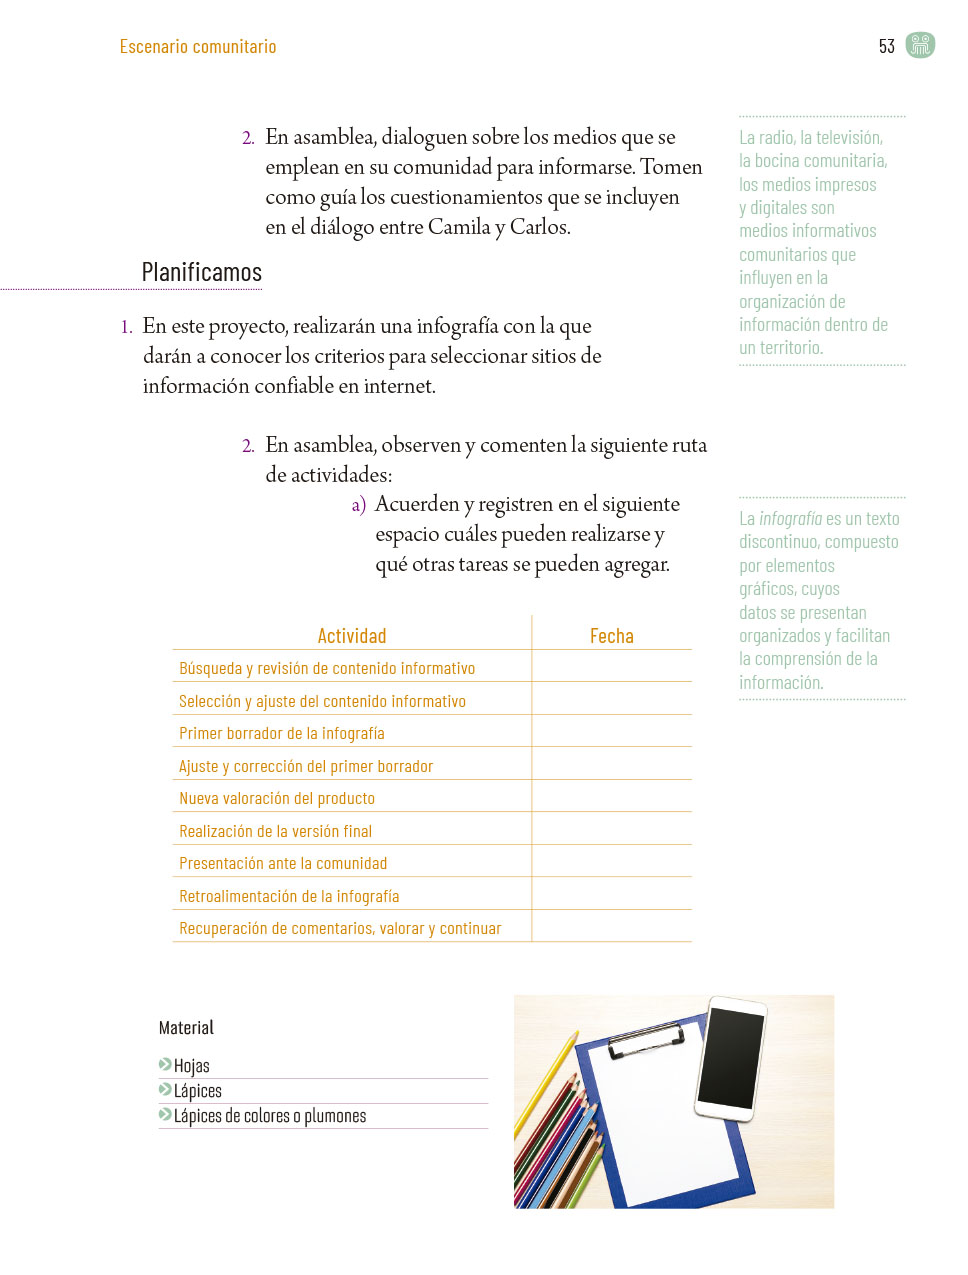 Escenario comunitario
53
2. En asamblea, dialoguen sobre los medios que se
emplean en su comunidad para informarse. Tomen
como guía los cuestionamientos que se incluyen
en el diálogo entre Camila y Carlos.
La radio, la televisión,
la bocina comunitaria,
los medios impresos
y digitales son
medios informativos
comunitarios que
influyen en la
organización de
información dentro de
un territorio.
Planificamos
1. En este proyecto, realizarán una infografía con la que
darán a conocer los criterios para seleccionar sitios de
información confiable en internet.
2. En asamblea, observen y comenten la siguiente ruta
de actividades:
a) Acuerden y registren en el siguiente
espacio cuáles pueden realizarse y
qué otras tareas se pueden agregar.
La infografía es un texto
discontinuo, compuesto
por elementos
gráficos, cuyos
datos se presentan
organizados y facilitan
la comprensión de la
información.
Actividad Fecha
Búsqueda y revisión de contenido informativo
Selección y ajuste del contenido informativo
Primer borrador de la infografía
Ajuste y corrección del primer borrador
Nueva valoración del producto
Realización de la versión final
Presentación ante la comunidad
Retroalimentación de la infografía
Recuperación de comentarios, valorar y continuar
Material
Hojas
Lápices
Lápices de colores o plumones